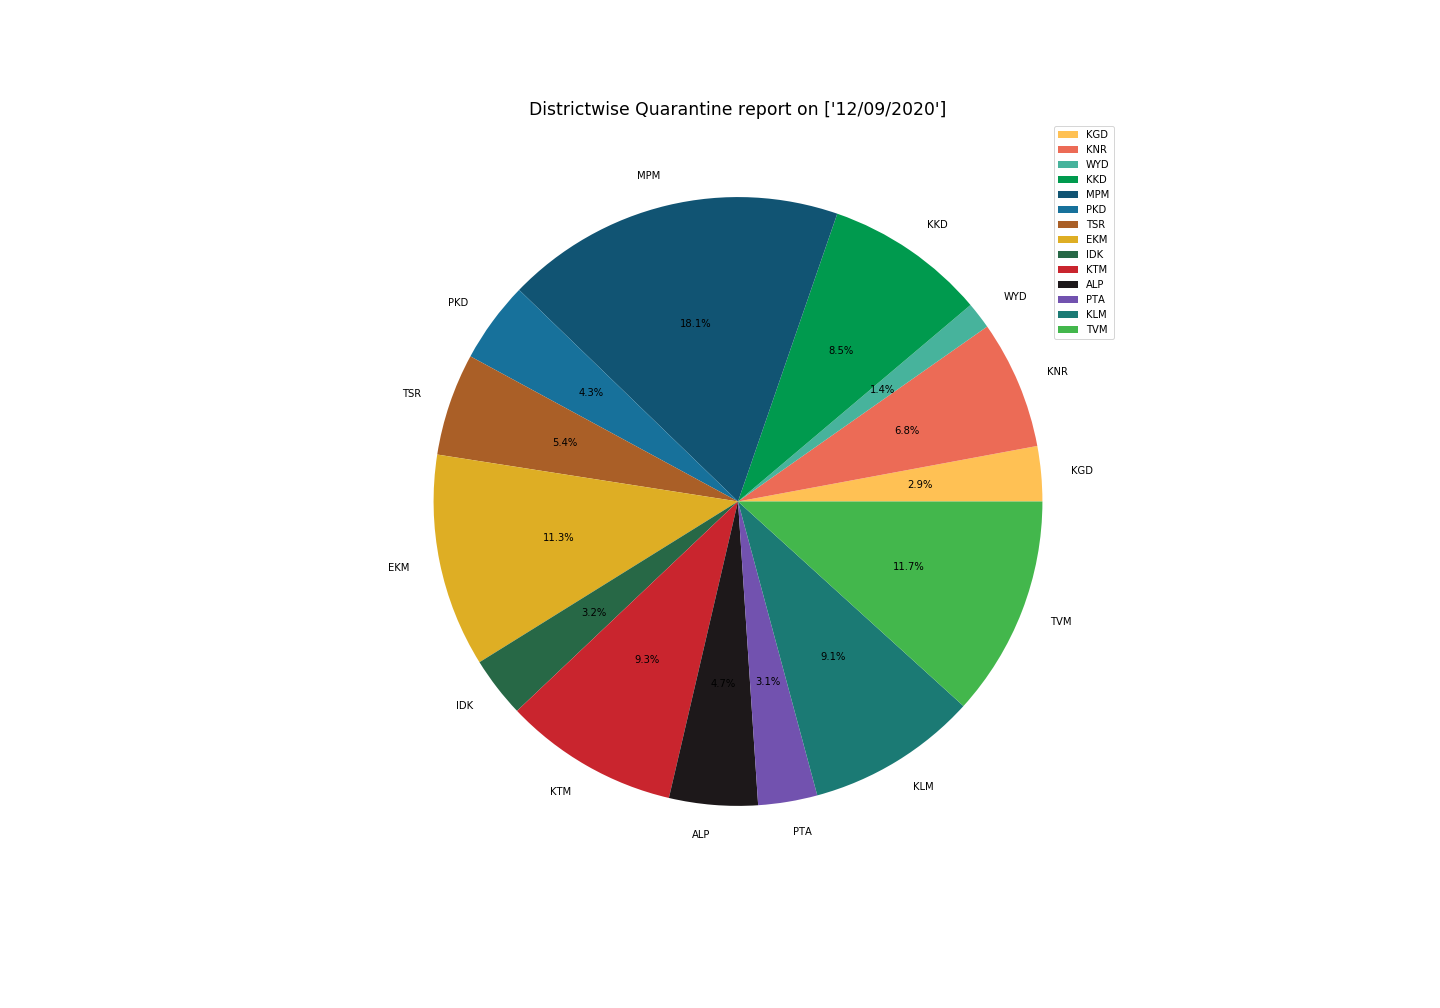 Districtwise Quarantine report on ['12/09/2020']
KGD
KNR
WYD
KKD
MPM
PKD
TSR
EKM
IDK
KTM
ALP
PTA
KLM
TVM
MPM
KKD
WYD
KNR
KGD
PKD
TSR
EKM
IDK
KTM
ALP
PTA
KLM
TVM
18.1%
8.5%
1.4%
6.8%
2.9%
4.3%
5.4%
11.3%
3.2%
9.3%
4.7%
3.1%
9.1%
11.7%